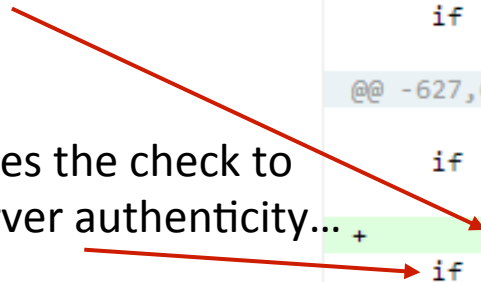 if
@@ -627,
es the check to
ver authenticity...
if
+
if